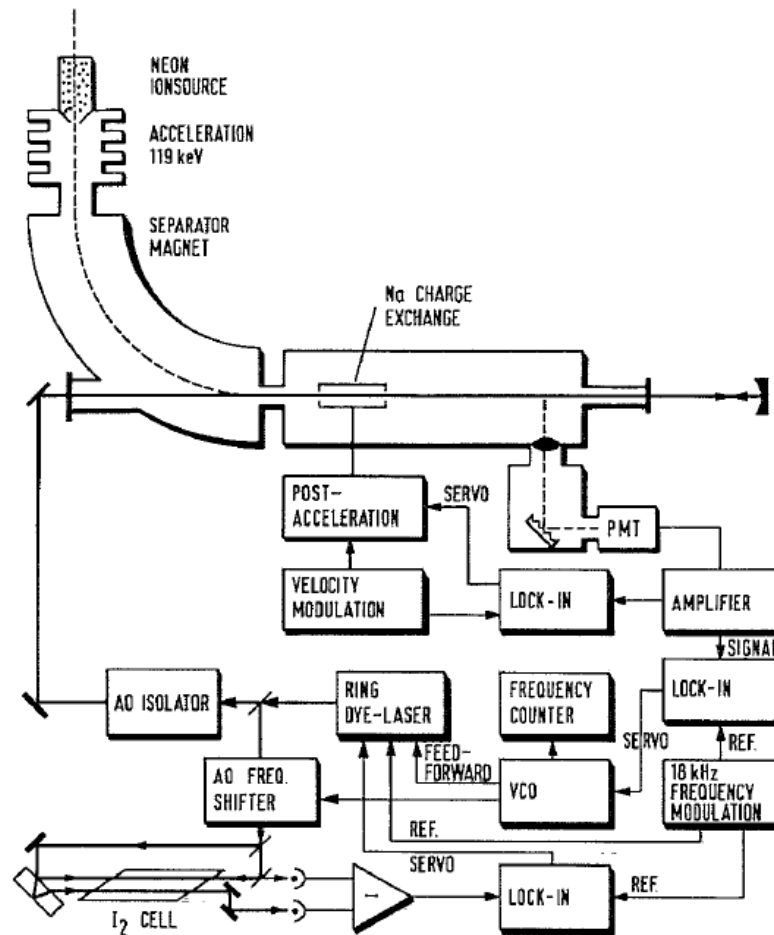 NEON
IONSOURCE
ACCELERATION
119 keV
SEPARATOR
MAGNET
Na CHARGE
EXCHANGE
POST-
ACCELERATION
SERVO
PMT
VELOCITY
MODULATION
LOCK-IN
AMPLIFIER
SIGNAL
AO ISOLATOR
RING
DYE-LASER
FREQUENCY
COUNTER
LOCK-IN
FEED-
FORWARD
SERVO
REF.
AO FREQ.
SHIFTER
VCO
18 kHz
FREQUENCY
MODULATION
REF.
SERVO
I2 CELL
LOCK-IN
REF.